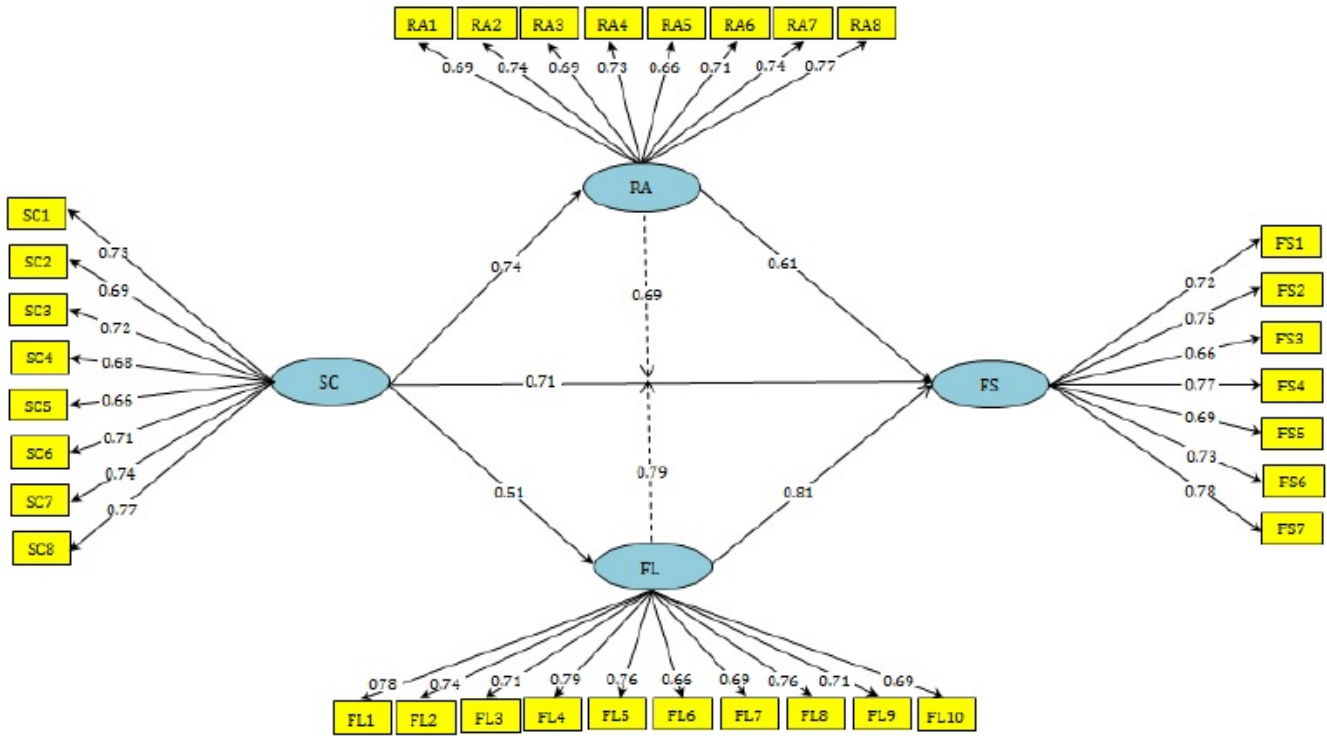 RA1 RA2 RA3 RA4 RA5 RA6 RA7 RA8
0.69 0.74 0.69 0.73 0.66 0.71 0.74 0.77
RA
SC1
SC2
SC3
SC4
SC5
SC6
SC7
SC8
0.73
0.69
0.72
0.68
0.66
0.71
0.74
0.77
SC
0.74
0.69
0.61
0.71
0.51
0.79
0.81
FS
0.72
0.75
0.66
0.77
0.69
0.73
0.78
FS1
FS2
FS3
FS4
FS5
FS6
FS7
FL
078 0.74 0.71 0.79 0.76 0.66 0.69 0.76 0.71 0.69
FL1 FL2 FL3 FL4 FL5 FL6 FL7 FL8 FL9 FL10